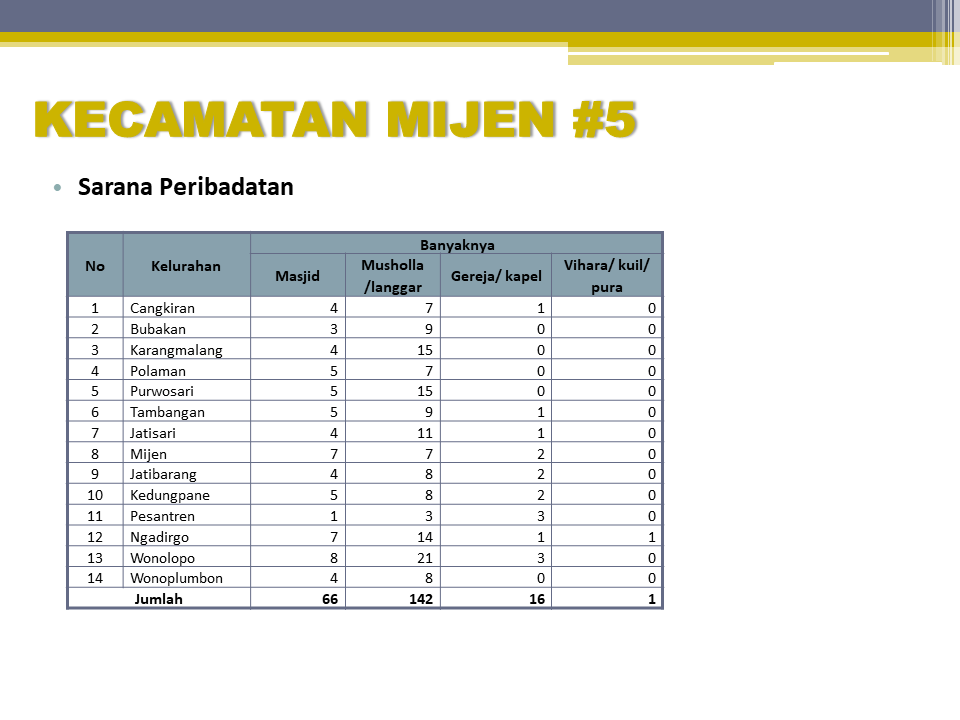 KECAMATAN MIJEN #5
• Sarana Peribadatan
No Kelurahan Banyaknya
Masjid Musholla /langgar Gereja/ kapel Vihara/ kuil/ pura
1 Cangkiran 4 7 1 0
2 Bubakan 3 9 0 0
3 Karangmalang 4 15 0 0
4 Polaman 5 7 0 0
5 Purwosari 5 15 0 0
6 Tambangan 5 9 1 0
7 Jatisari 4 11 1 0
8 Mijen 7 7 2 0
9 Jatibarang 4 8 2 0
10 Kedungpane 5 8 2 0
11 Pesantren 1 3 3 0
12 Ngadirgo 7 14 1 1
13 Wonolopo 8 21 3 0
14 Wonoplumbon 4 8 0 0
Jumlah 66 142 16 1